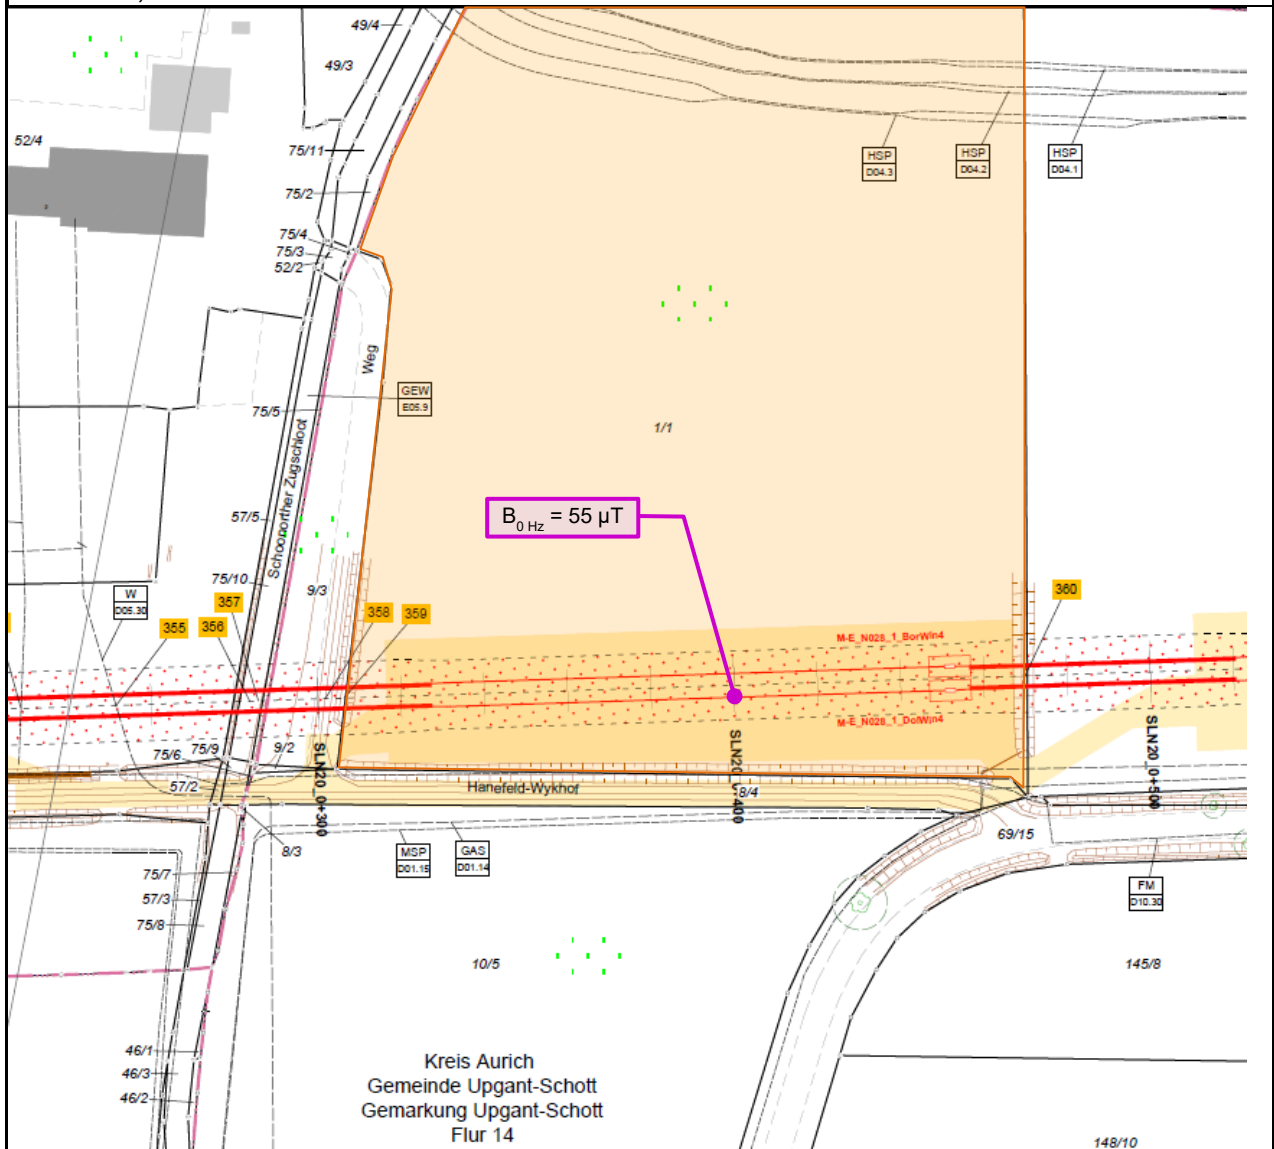 49/4
49/3
52/4
75/11
75/2
75/4
75/3
52/2
HSP
D04.3
HSP
D04.2
HSP
D04.1
Weg
GEW
E05.9
75/5
1/1
Schoonorther Zugschloot
57/5
B0 Hz = 55 µT
75/10
9/3
W
D05.30
357
355
356
358
359
360
M-E_N028_1_BorWin4
M-E_N028_1_DolWin4
75/6
75/9
9/2
SLN20_0+300
SLN20_0+400
SLN20_0+500
57/2
Hanefeld-Wykhof
8/4
8/3
MSP
D01.15
GAS
D01.14
69/15
75/7
57/3
75/8
FM
D10.30
10/5
145/8
46/1
46/3
46/2
Kreis Aurich
Gemeinde Upgant-Schott
Gemarkung Upgant-Schott
Flur 14
148/10